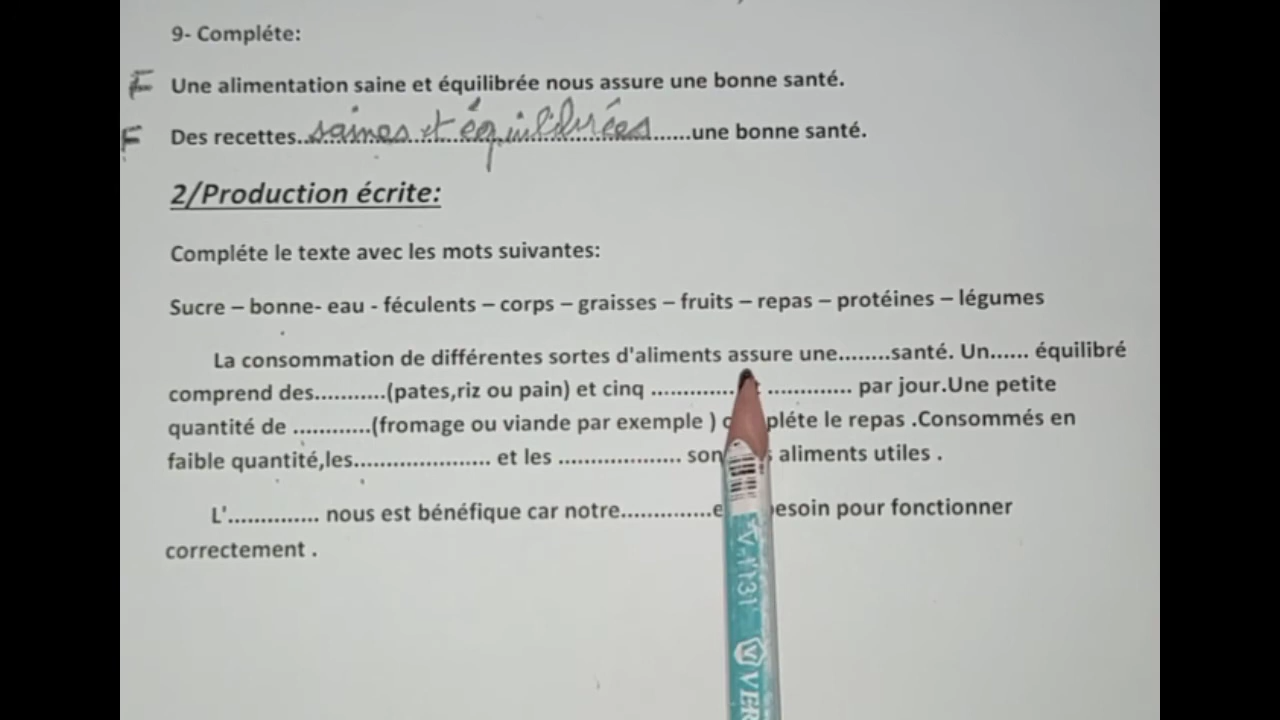 9- Compléte:
F Une alimentation saine et équilibrée nous assure une bonne santé.
F Des recettes..saines et équilibrées......une bonne santé.
2/Production écrite:
Compléte le texte avec les mots suivantes:
Sucre – bonne- eau - féculents – corps – graisses – fruits – repas – protéines – légumes
La consommation de différentes sortes d'aliments assure une........santé. Un...... équilibré
comprend des...........(pates,riz ou pain) et cinq ............. ............. par jour.Une petite
quantité de ............(fromage ou viande par exemple ) pléte le repas .Consommés en
faible quantité,les..................... et les ................... son aliments utiles .
L'.............. nous est bénéfique car notre.............. esoin pour fonctionner
correctement .
V.1131
VER